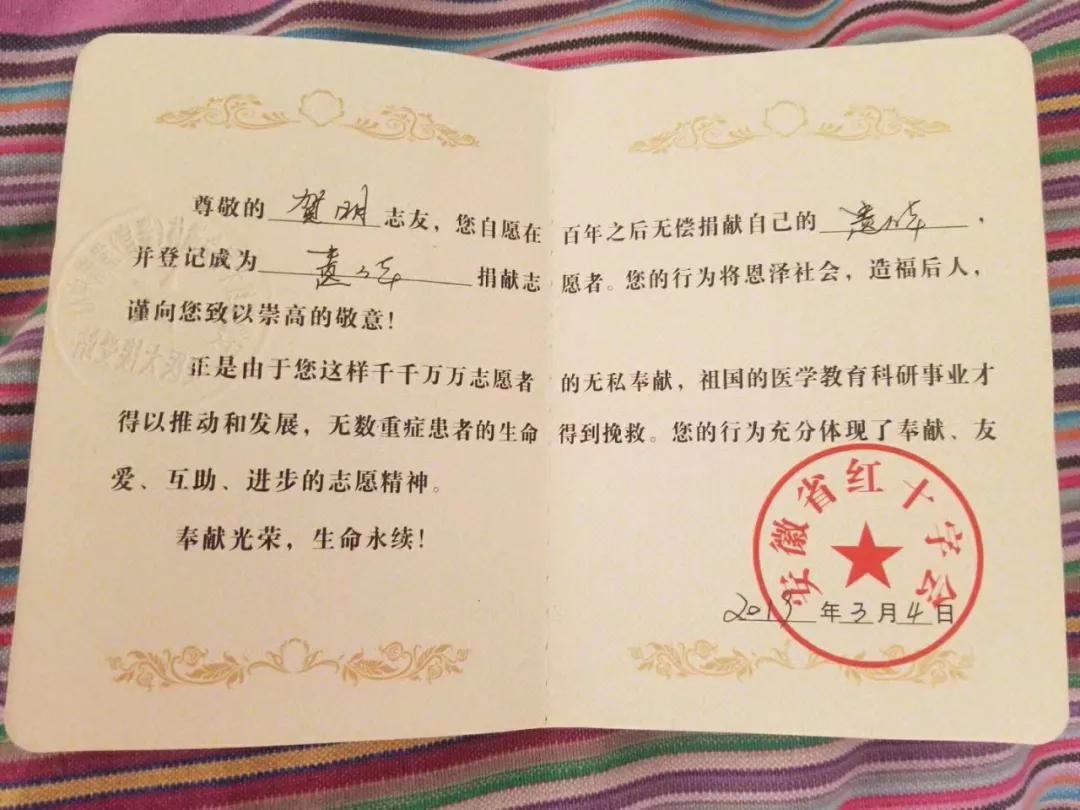 尊敬的 贺明 志友，您自愿在百年之后无偿捐献自己的 遗体，
并登记成为 遗体 捐献志愿者。您的行为将恩泽社会，造福后人，
谨向您致以崇高的敬意！
正是由于您这样千千万万志愿者的无私奉献，祖国的医学教育科研事业才
得以推动和发展，无数重症患者的生命得到挽救。您的行为充分体现了奉献、友
爱、互助、进步的志愿精神。
奉献光荣，生命永续！
安徽省红十字会
2019年3月4日